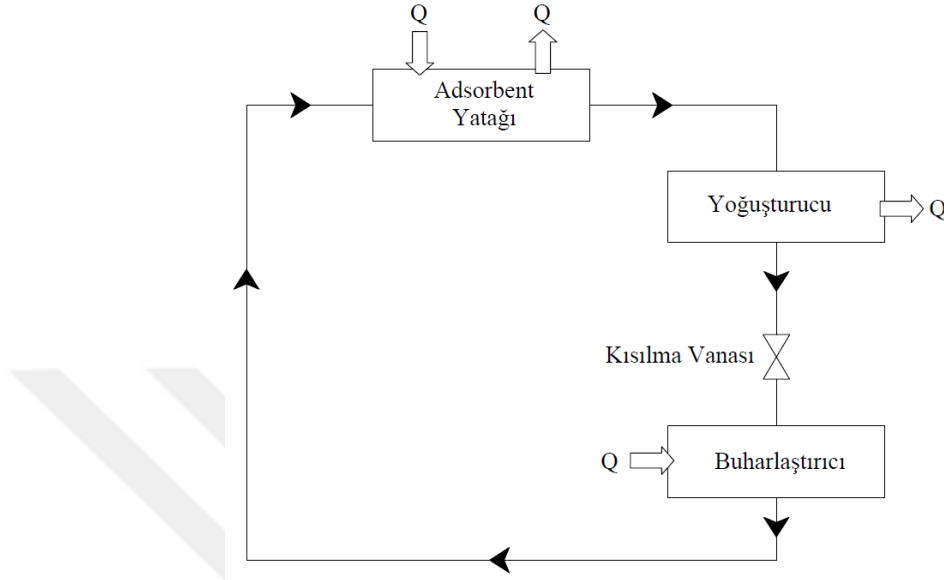 Q
Q
Adsorbent
Yatağı
Yoğuşturucu
Q
Kısılma Vanası
Q
Buharlaştırıcı